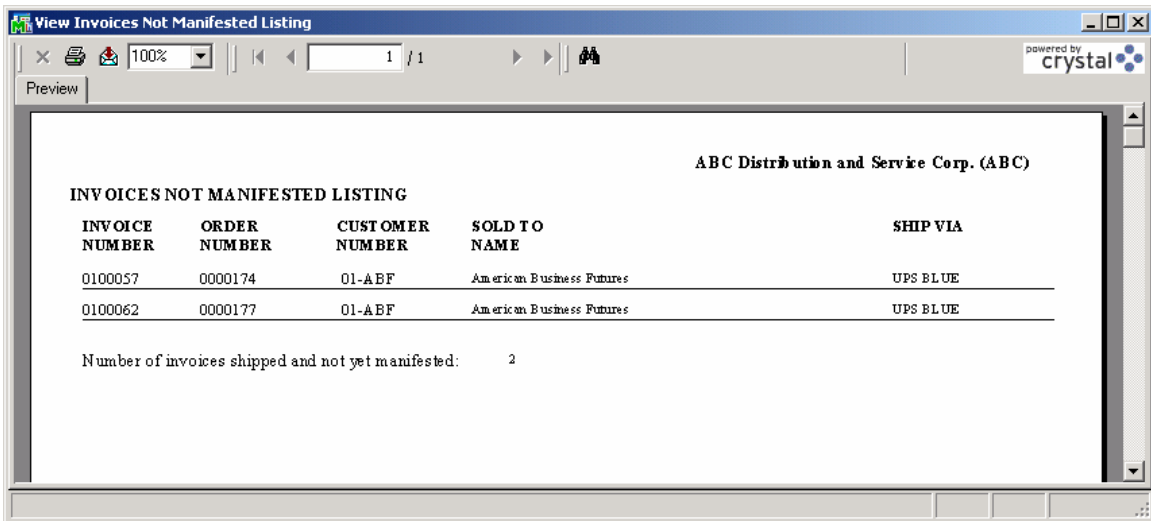 View Invoices Not Manifested Listing
100% 1 / 1 powered by crystal
Preview
ABC Distribution and Service Corp. (ABC)
INVOICES NOT MANIFESTED LISTING
INVOICE ORDER CUSTOMER SOLD TO SHIP VIA
NUMBER NUMBER NUMBER NAME
0100057 0000174 01-ABF American Business Futures UPS BLUE
0100062 0000177 01-ABF American Business Futures UPS BLUE
Number of invoices shipped and not yet manifested: 2